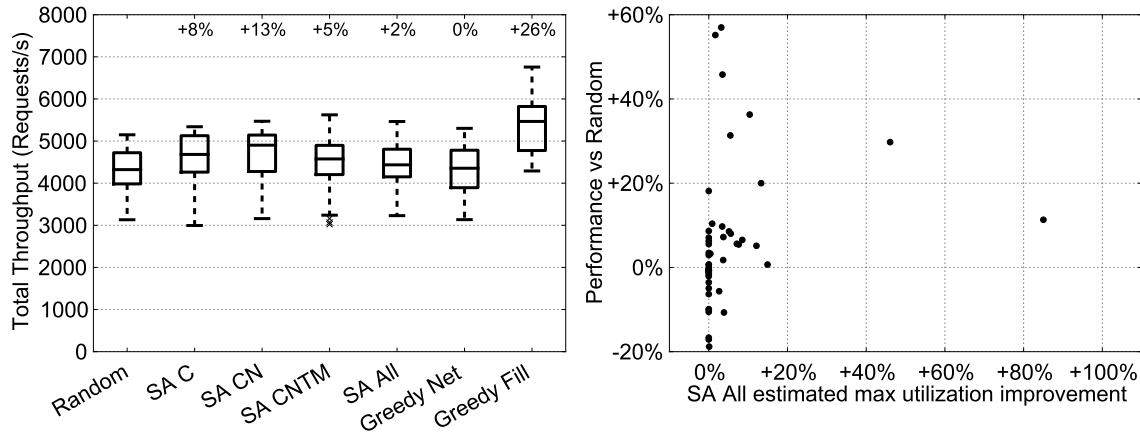 +8% +13% +5% +2% 0% +26%
8000
7000
6000
5000
4000
3000
2000
1000
0
Total Throughput (Requests/s)
Random SA C SA CN SA CNTM SA All Greedy Net Greedy Fill
+60%
+40%
+20%
0%
-20%
Performance vs Random
0% +20% +40% +60% +80% +100%
SA All estimated max utilization improvement